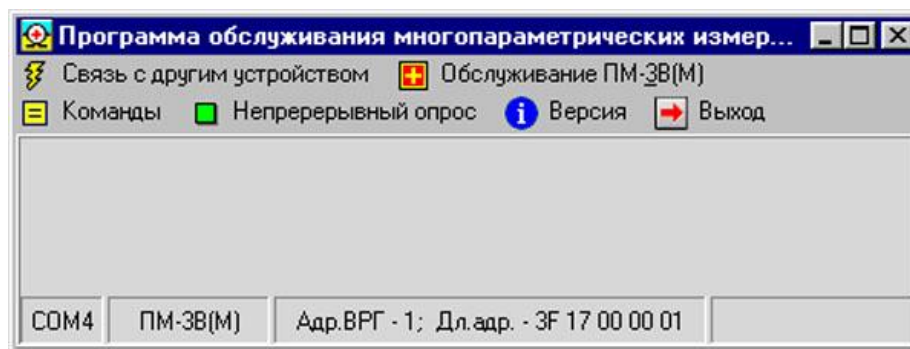 Программа обслуживания многопараметрических измер...
Связь с другим устройством Обслуживание ПМ-3В(М)
Команды Непререрывный опрос Версия Выход
COM4 ПМ-3В(М) Адр.ВРГ - 1; Дл.адр. - 3F 17 00 00 01